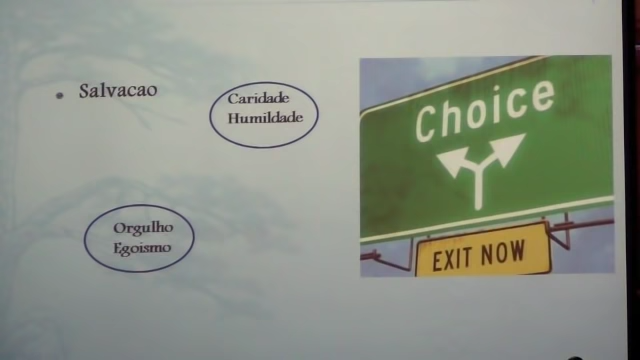 Salvacao
Caridade
Humildade
Orgulho
Egoismo
Choice
EXIT NOW